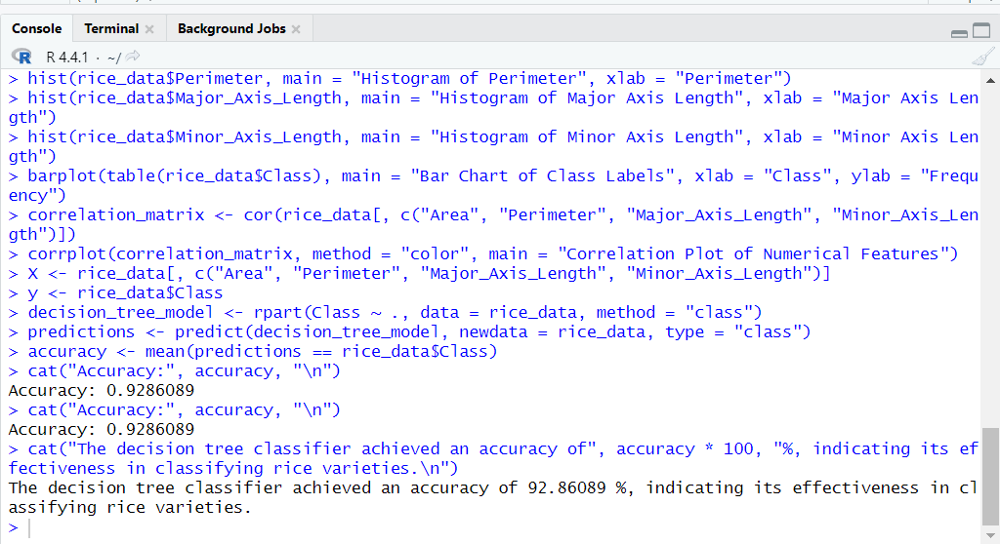 Console Terminal Background Jobs
R R 4.4.1 · ~/
> hist(rice_data$Perimeter, main = "Histogram of Perimeter", xlab = "Perimeter")
> hist(rice_data$Major_Axis_Length, main = "Histogram of Major Axis Length", xlab = "Major Axis Len
gth")
> hist(rice_data$Minor_Axis_Length, main = "Histogram of Minor Axis Length", xlab = "Minor Axis Len
gth")
> barplot(table(rice_data$Class), main = "Bar Chart of Class Labels", xlab = "Class", ylab = "Frequ
ency")
> correlation_matrix <- cor(rice_data[, c("Area", "Perimeter", "Major_Axis_Length", "Minor_Axis_Len
gth")])
> corrplot(correlation_matrix, method = "color", main = "Correlation Plot of Numerical Features")
> X <- rice_data[, c("Area", "Perimeter", "Major_Axis_Length", "Minor_Axis_Length")]
> y <- rice_data$Class
> decision_tree_model <- rpart(Class ~ ., data = rice_data, method = "class")
> predictions <- predict(decision_tree_model, newdata = rice_data, type = "class")
> accuracy <- mean(predictions == rice_data$Class)
> cat("Accuracy:", accuracy, "\n")
Accuracy: 0.9286089
> cat("Accuracy:", accuracy, "\n")
Accuracy: 0.9286089
> cat("The decision tree classifier achieved an accuracy of", accuracy * 100, "%, indicating its ef
fectiveness in classifying rice varieties.\n")
The decision tree classifier achieved an accuracy of 92.86089 %, indicating its effectiveness in cl
assifying rice varieties.
>